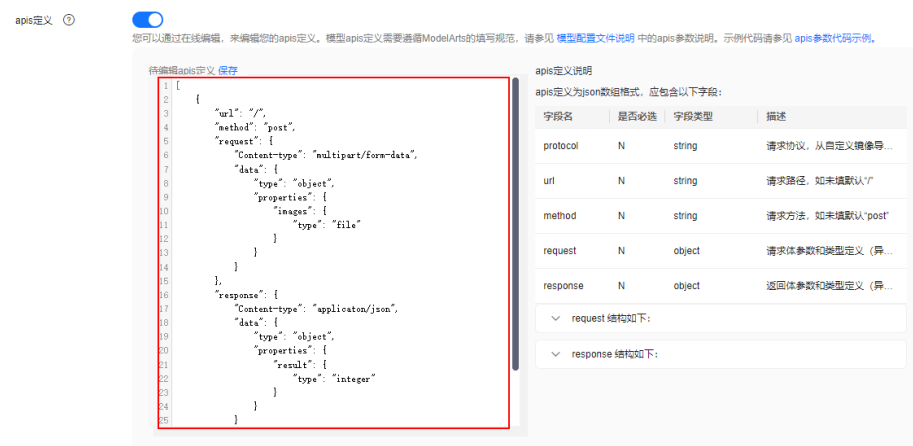 apis定义 ?
您可以通过在线编辑，来编辑您的apis定义。模型apis定义需要遵循ModelArts的填写规范，请参见 模型配置文件说明 中的apis参数说明。示例代码请参见 apis参数代码示例。
待编辑apis定义 保存
1 [
2 {
3 "url": "/",
4 "method": "post",
5 "request": {
6 "Content-type": "multipart/form-data",
7 "data": {
8 "type": "object",
9 "properties": {
10 "images": {
11 "type": "file"
12 }
13 }
14 }
15 },
16 "response": {
17 "Content-type": "applicaton/json",
18 "data": {
19 "type": "object",
20 "properties": {
21 "result": {
22 "type": "integer"
23 }
24 }
25 }
apis定义说明
apis定义为json数组格式，应包含以下字段：
字段名 是否必选 字段类型 描述
protocol N string 请求协议，从自定义镜像导...
url N string 请求路径，如未填默认"/"
method N string 请求方法，如未填默认"post"
request N object 请求体参数和类型定义（异...
response N object 返回体参数和类型定义（异...
request 结构如下：
response 结构如下：